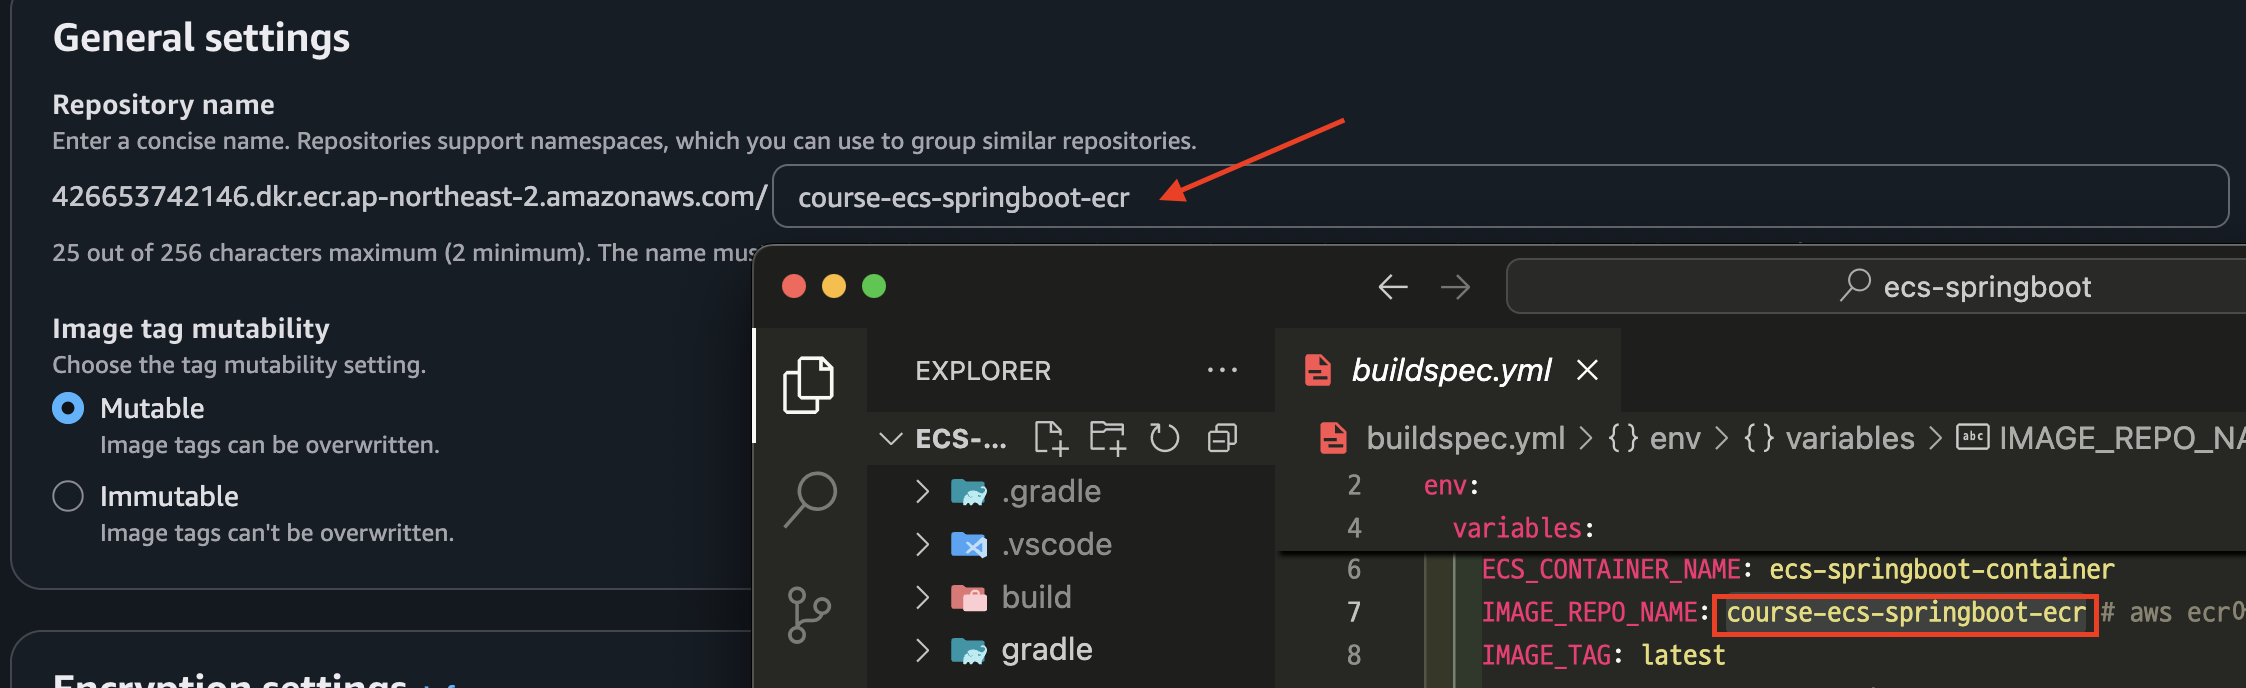 General settings
Repository name
Enter a concise name. Repositories support namespaces, which you can use to group similar repositories.
426653742146.dkr.ecr.ap-northeast-2.amazonaws.com/
course-ecs-springboot-ecr
25 out of 256 characters maximum (2 minimum). The name
Image tag mutability
Choose the tag mutability setting.
Mutable
Image tags can be overwritten.
Immutable
Image tags can't be overwritten.
ecs-springboot
EXPLORER
ECS-...
.gradle
.vscode
build
gradle
buildspec.yml
buildspec.yml > {} env > {} variables > abc IMAGE_REPO_NA
2 env:
4 variables:
6 ECS_CONTAINER_NAME: ecs-springboot-container
7 IMAGE_REPO_NAME: course-ecs-springboot-ecr # aws ecr
8 IMAGE_TAG: latest
Encryption settings